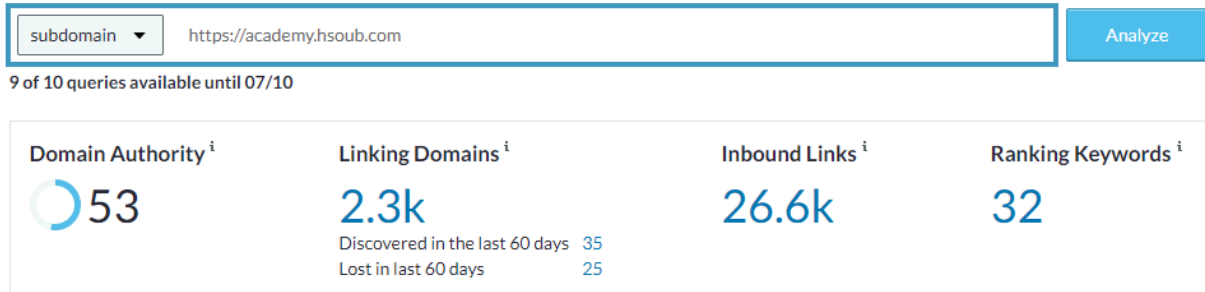 subdomain https://academy.hsoub.com Analyze
9 of 10 queries available until 07/10
Domain Authority i Linking Domains i Inbound Links i Ranking Keywords i
53 2.3k 26.6k 32
Discovered in the last 60 days 35
Lost in last 60 days 25